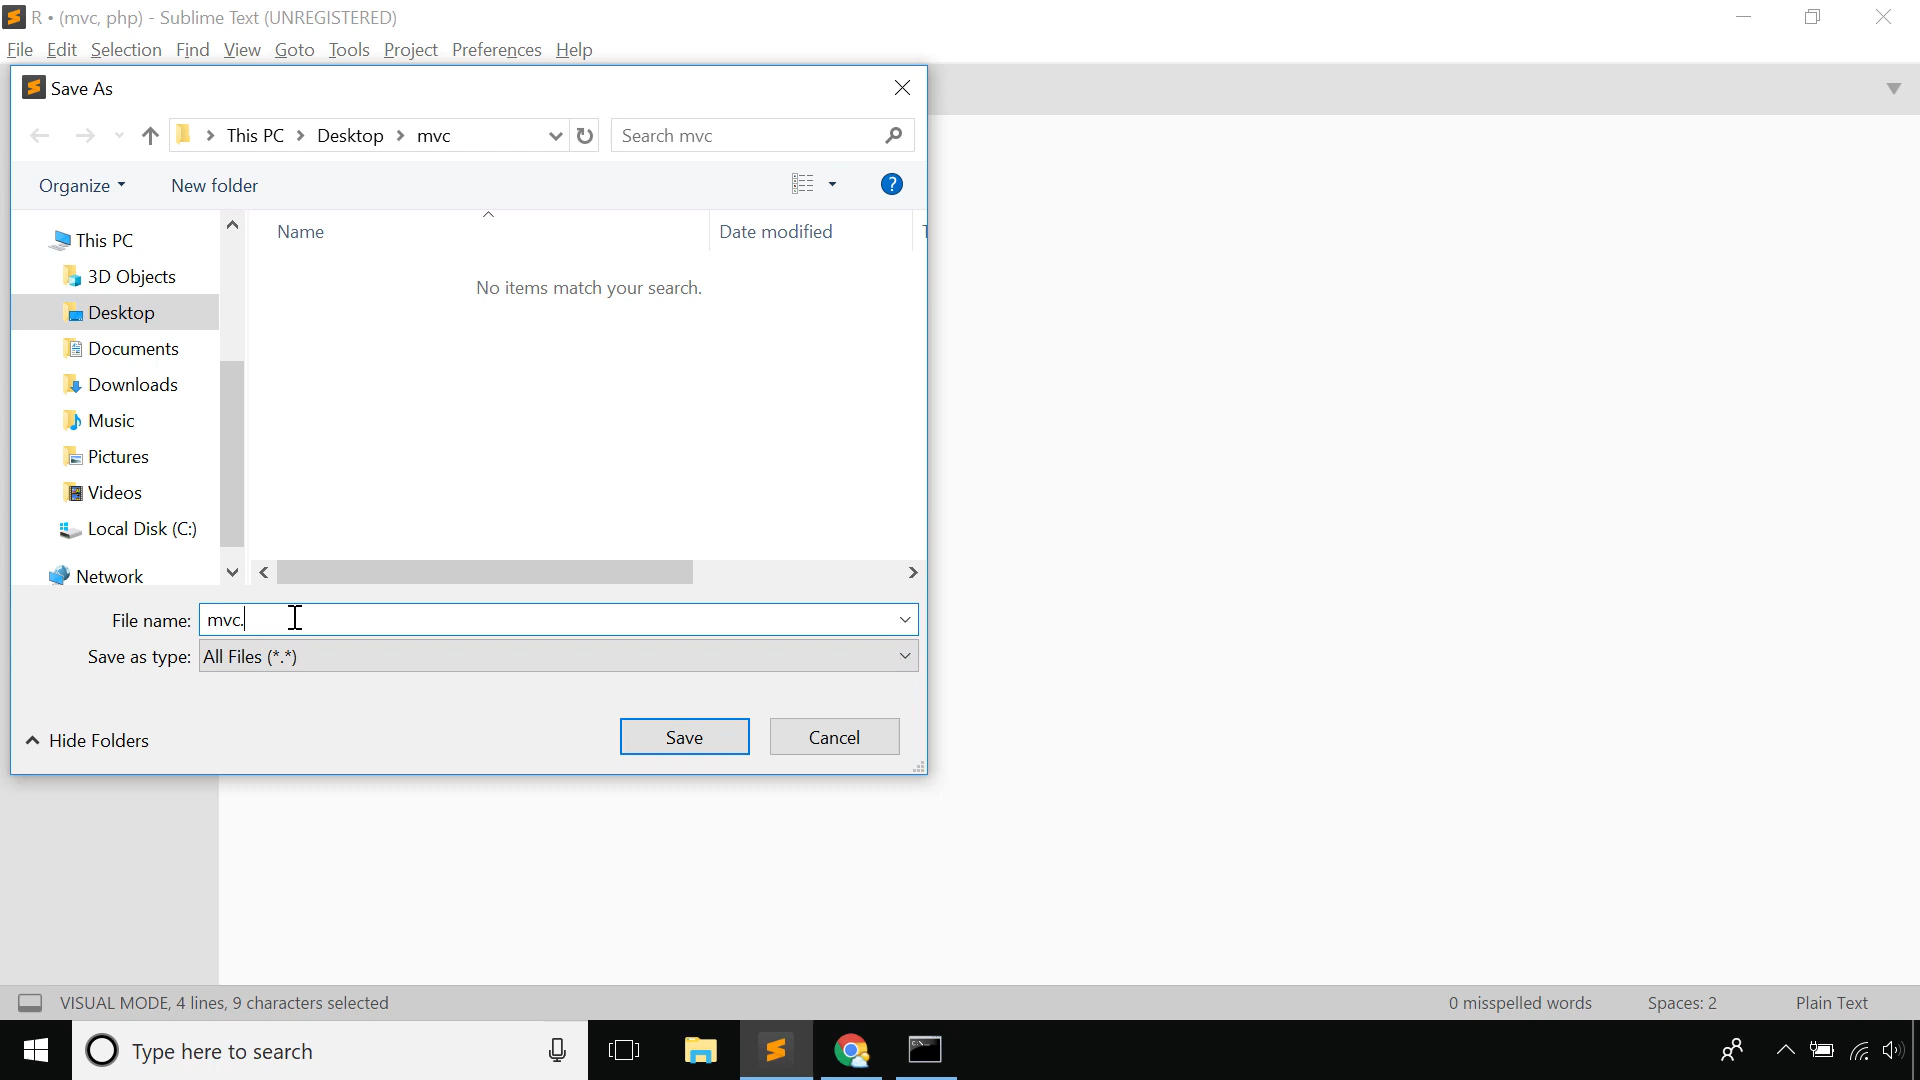 R • (mvc, php) - Sublime Text (UNREGISTERED)
File Edit Selection Find View Goto Tools Project Preferences Help
Save As
This PC Desktop mvc
Search mvc
Organize New folder
Name Date modified
No items match your search.
This PC
3D Objects
Desktop
Documents
Downloads
Music
Pictures
Videos
Local Disk (C:)
Network
File name: mvc.
Save as type: All Files (*.*)
Hide Folders
Save Cancel
VISUAL MODE, 4 lines, 9 characters selected
0 misspelled words Spaces: 2 Plain Text
Type here to search